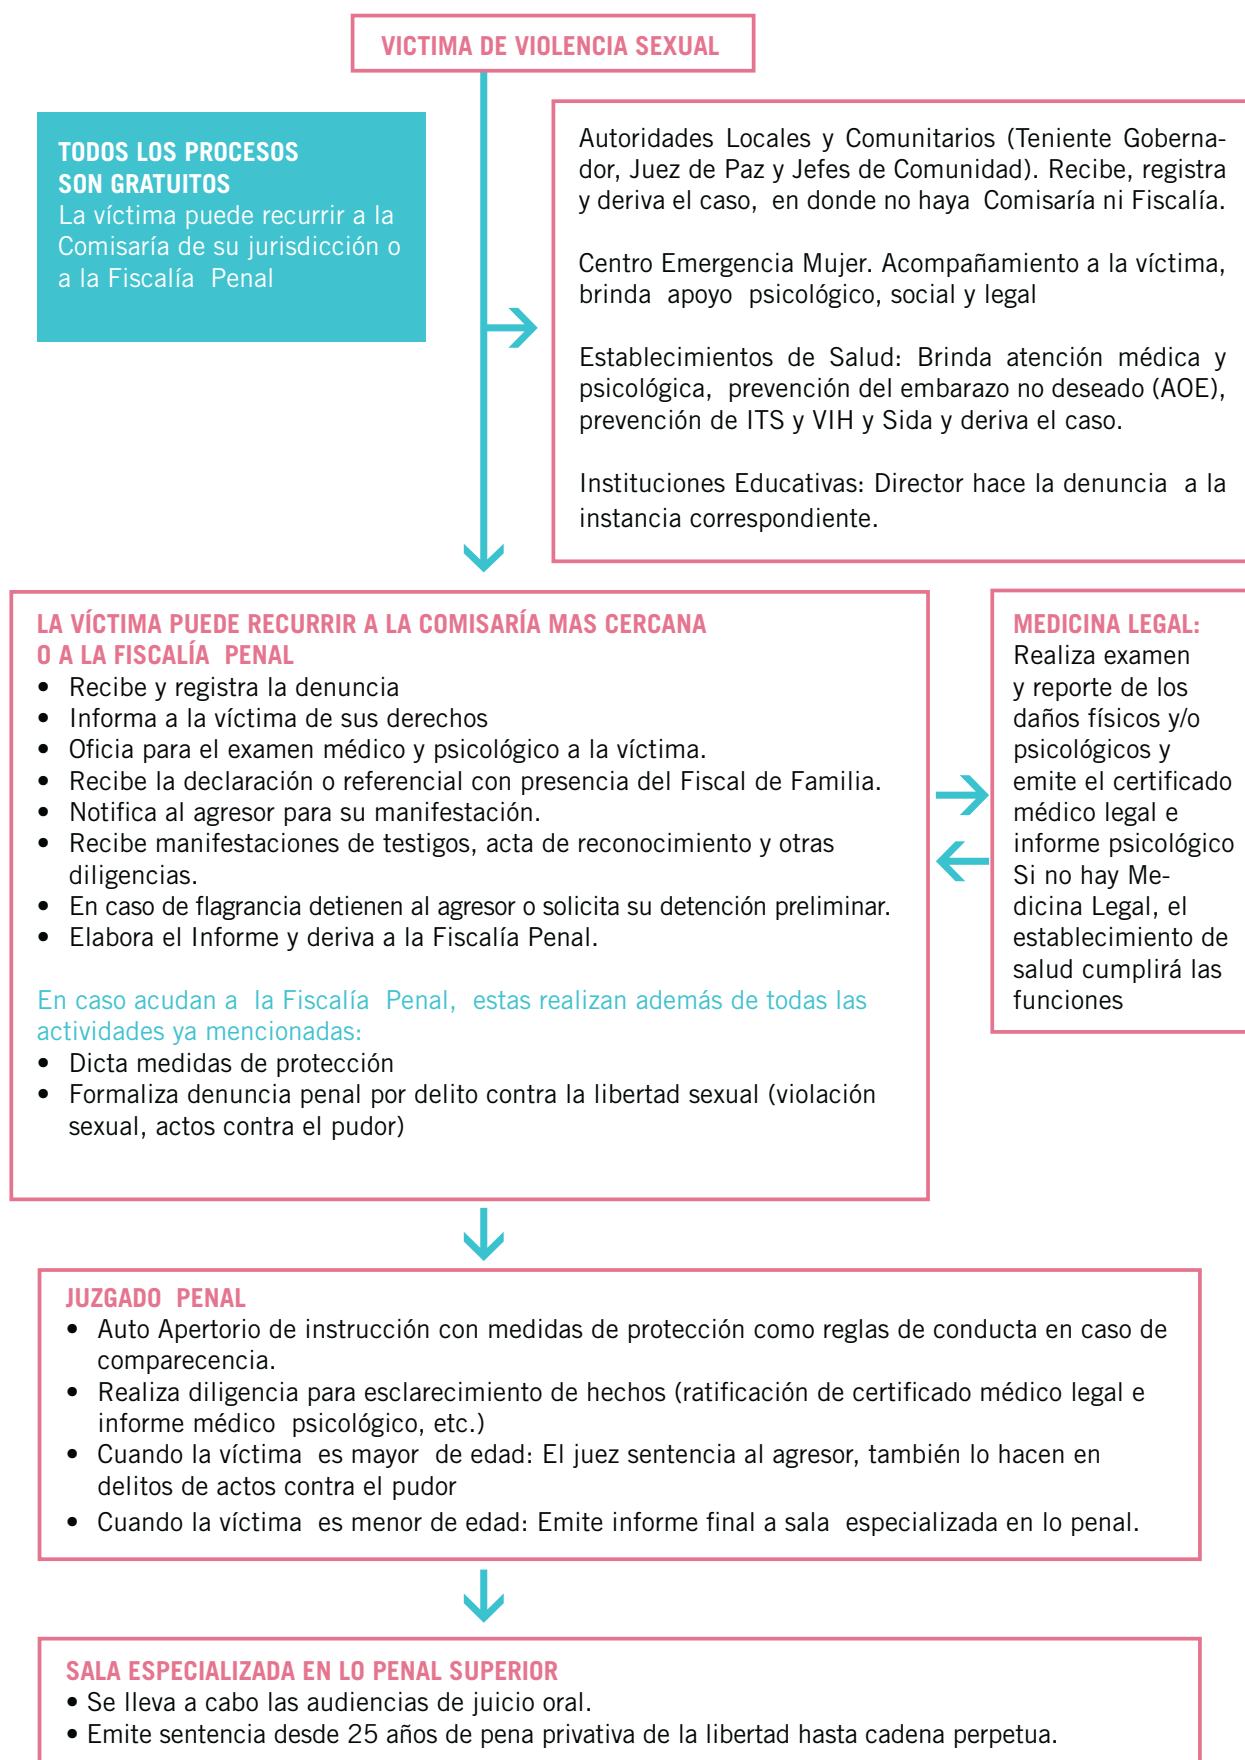 VICTIMA DE VIOLENCIA SEXUAL
TODOS LOS PROCESOS
SON GRATUITOS
La víctima puede recurrir a la
Comisaría de su jurisdicción o
a la Fiscalía Penal
Autoridades Locales y Comunitarios (Teniente Goberna-
dor, Juez de Paz y Jefes de Comunidad). Recibe, registra
y deriva el caso, en donde no haya Comisaría ni Fiscalía.
Centro Emergencia Mujer. Acompañamiento a la víctima,
brinda apoyo psicológico, social y legal
Establecimientos de Salud: Brinda atención médica y
psicológica, prevención del embarazo no deseado (AOE),
prevención de ITS y VIH y Sida y deriva el caso.
Instituciones Educativas: Director hace la denuncia a la
instancia correspondiente.
LA VÍCTIMA PUEDE RECURRIR A LA COMISARÍA MAS CERCANA
O A LA FISCALÍA PENAL
• Recibe y registra la denuncia
• Informa a la víctima de sus derechos
• Oficia para el examen médico y psicológico a la víctima.
• Recibe la declaración o referencial con presencia del Fiscal de Familia.
• Notifica al agresor para su manifestación.
• Recibe manifestaciones de testigos, acta de reconocimiento y otras
diligencias.
• En caso de flagrancia detienen al agresor o solicita su detención preliminar.
• Elabora el Informe y deriva a la Fiscalía Penal.
En caso acudan a la Fiscalía Penal, estas realizan además de todas las
actividades ya mencionadas:
• Dicta medidas de protección
• Formaliza denuncia penal por delito contra la libertad sexual (violación
sexual, actos contra el pudor)
MEDICINA LEGAL:
Realiza examen
y reporte de los
daños físicos y/o
psicológicos y
emite el certificado
médico legal e
informe psicológico
Si no hay Me-
dicina Legal, el
establecimiento de
salud cumplirá las
funciones
JUZGADO PENAL
• Auto Apertorio de instrucción con medidas de protección como reglas de conducta en caso de
comparecencia.
• Realiza diligencia para esclarecimiento de hechos (ratificación de certificado médico legal e
informe médico psicológico, etc.)
• Cuando la víctima es mayor de edad: El juez sentencia al agresor, también lo hacen en
delitos de actos contra el pudor
• Cuando la víctima es menor de edad: Emite informe final a sala especializada en lo penal.
SALA ESPECIALIZADA EN LO PENAL SUPERIOR
• Se lleva a cabo las audiencias de juicio oral.
• Emite sentencia desde 25 años de pena privativa de la libertad hasta cadena perpetua.